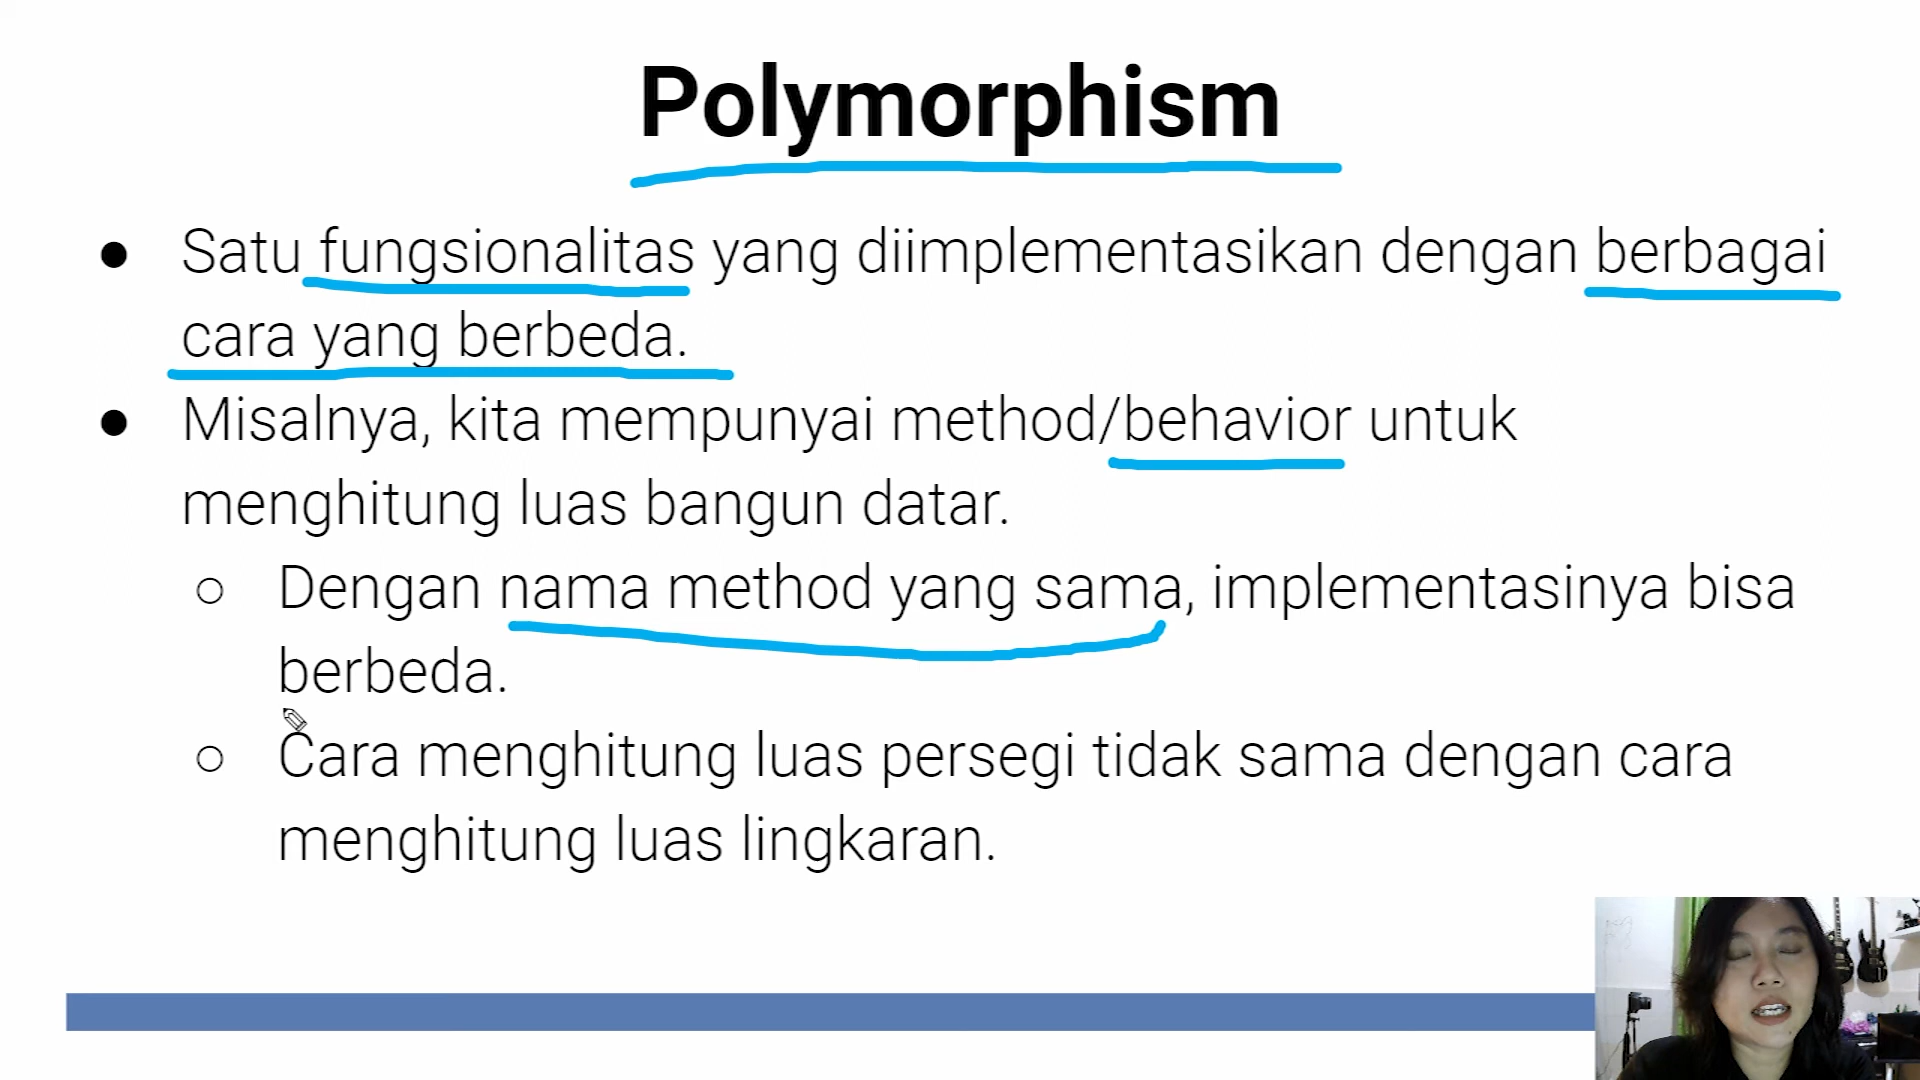 Polymorphism
● Satu fungsionalitas yang diimplementasikan dengan berbagai
cara yang berbeda.
● Misalnya, kita mempunyai method/behavior untuk
menghitung luas bangun datar.
○ Dengan nama method yang sama, implementasinya bisa
berbeda.
○ Cara menghitung luas persegi tidak sama dengan cara
menghitung luas lingkaran.